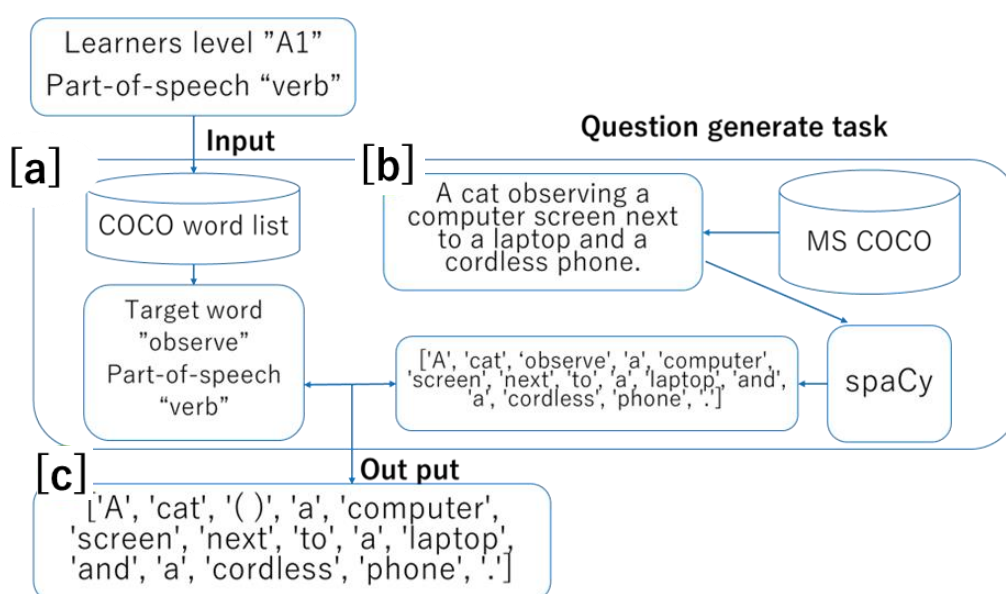 Learners level "A1"
Part-of-speech “verb”
Input
Question generate task
[a]
COCO word list
Target word
"observe"
Part-of-speech
“verb”
[b]
A cat observing a
computer screen next
to a laptop and a
cordless phone.
MS COCO
spaCy
['A', 'cat', ‘observe', 'a', 'computer',
'screen', 'next', 'to', 'a', 'laptop', 'and',
'a', 'cordless', 'phone', '.']
[c]
Out put
['A', 'cat', '( )', 'a', 'computer',
'screen', 'next', 'to', 'a', 'laptop',
'and', 'a', 'cordless', 'phone', '.']